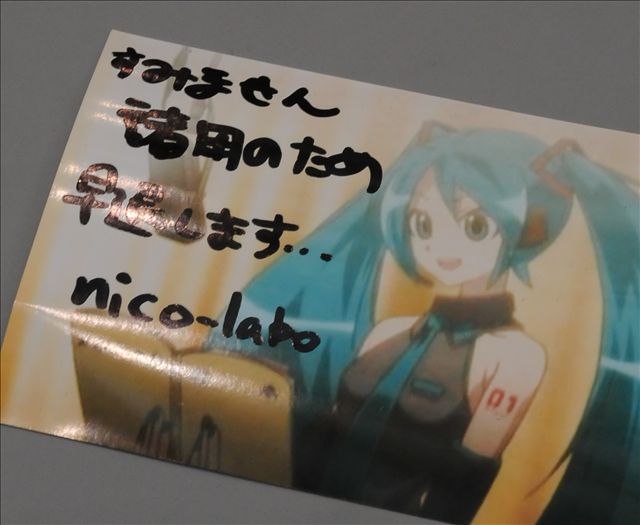 すみません
諸用のため
早退します...
nico-labo
01